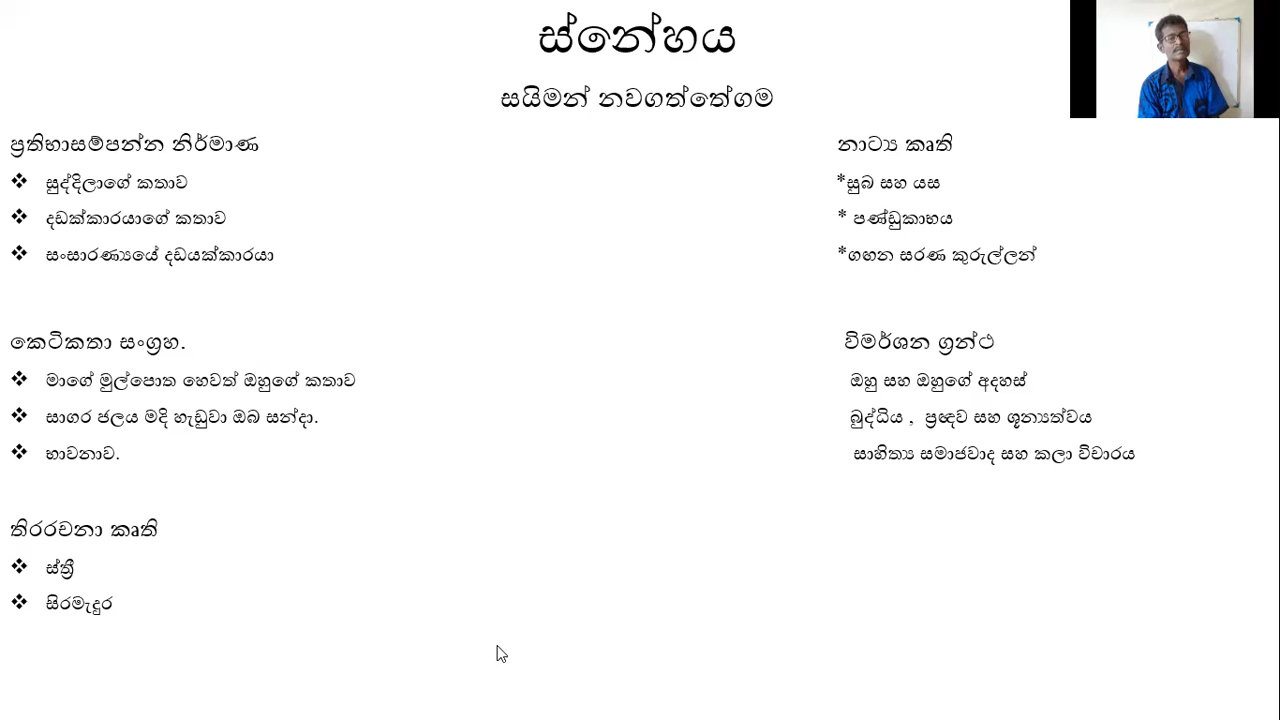 ස්නේහය
සයිමන් නවගත්තේගම
ප්‍රතිභාසම්පන්න නිර්මාණ
❖ සුද්දිලාගේ කතාව
❖ දඩක්කාරයාගේ කතාව
❖ සංසාරණ්‍යයේ දඩයක්කාරයා
නාට්‍ය කෘති
*සුබ සහ යස
* පණ්ඩුකාභය
*ගඟන සරණ කුරුල්ලන්
කෙටිකතා සංග්‍රහ.
❖ මාගේ මුල්පොත හෙවත් ඔහුගේ කතාව
❖ සාගර ජලය මදි හැඩුවා ඔබ සන්දා.
❖ භාවනාව.
විමර්ශන ග්‍රන්ථ
ඔහු සහ ඔහුගේ අදහස්
බුද්ධිය , ප්‍රඥව සහ ශූන්‍යත්වය
සාහිත්‍ය සමාජවාද සහ කලා විචාරය
තිරරචනා කෘති
❖ ස්ත්‍රී
❖ සිරමැදුර